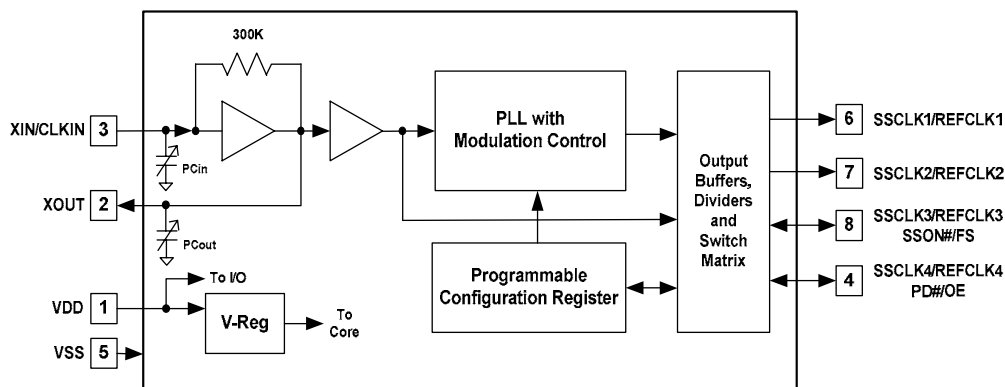 300K
XIN/CLKIN 3
PCin
XOUT 2
PCout
To I/O
VDD 1
V-Reg
To
Core
VSS 5
PLL with
Modulation Control
Programmable
Configuration Register
Output
Buffers,
Dividers
and
Switch
Matrix
6 SSCLK1/REFCLK1
7 SSCLK2/REFCLK2
8 SSCLK3/REFCLK3
SSON#/FS
4 SSCLK4/REFCLK4
PD#/OE